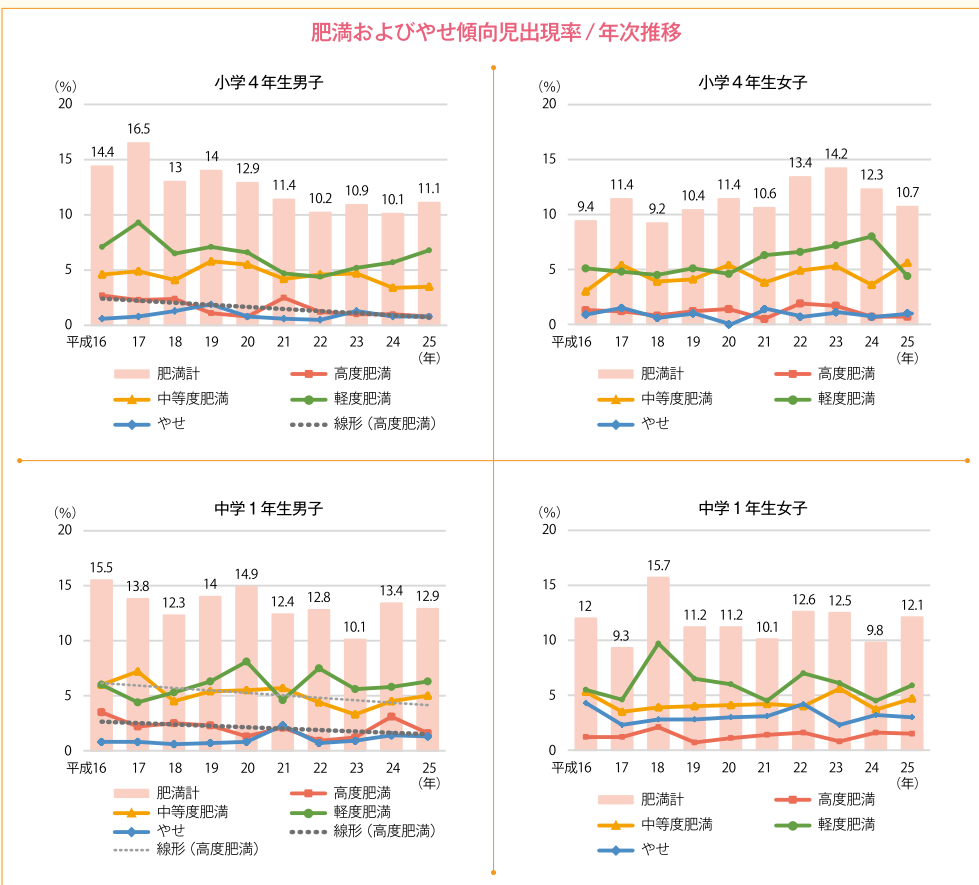 肥満およびやせ傾向児出現率 / 年次推移
小学4年生男子
(%)
20
15
10
5
0
14.4 16.5 13 14 12.9 11.4 10.2 10.9 10.1 11.1
平成16 17 18 19 20 21 22 23 24 25
(年)
肥満計 高度肥満
中等度肥満 軽度肥満
やせ 線形(高度肥満)
小学4年生女子
(%)
20
15
10
5
0
9.4 11.4 9.2 10.4 11.4 10.6 13.4 14.2 12.3 10.7
平成16 17 18 19 20 21 22 23 24 25
(年)
肥満計 高度肥満
中等度肥満 軽度肥満
やせ
中学1年生男子
(%)
20
15
10
5
0
15.5 13.8 12.3 14 14.9 12.4 12.8 10.1 13.4 12.9
平成16 17 18 19 20 21 22 23 24 25
(年)
肥満計 高度肥満
中等度肥満 軽度肥満
やせ 線形(高度肥満)
線形(高度肥満)
中学1年生女子
(%)
20
15
10
5
0
12 9.3 15.7 11.2 11.2 10.1 12.6 12.5 9.8 12.1
平成16 17 18 19 20 21 22 23 24 25
(年)
肥満計 高度肥満
中等度肥満 軽度肥満
やせ